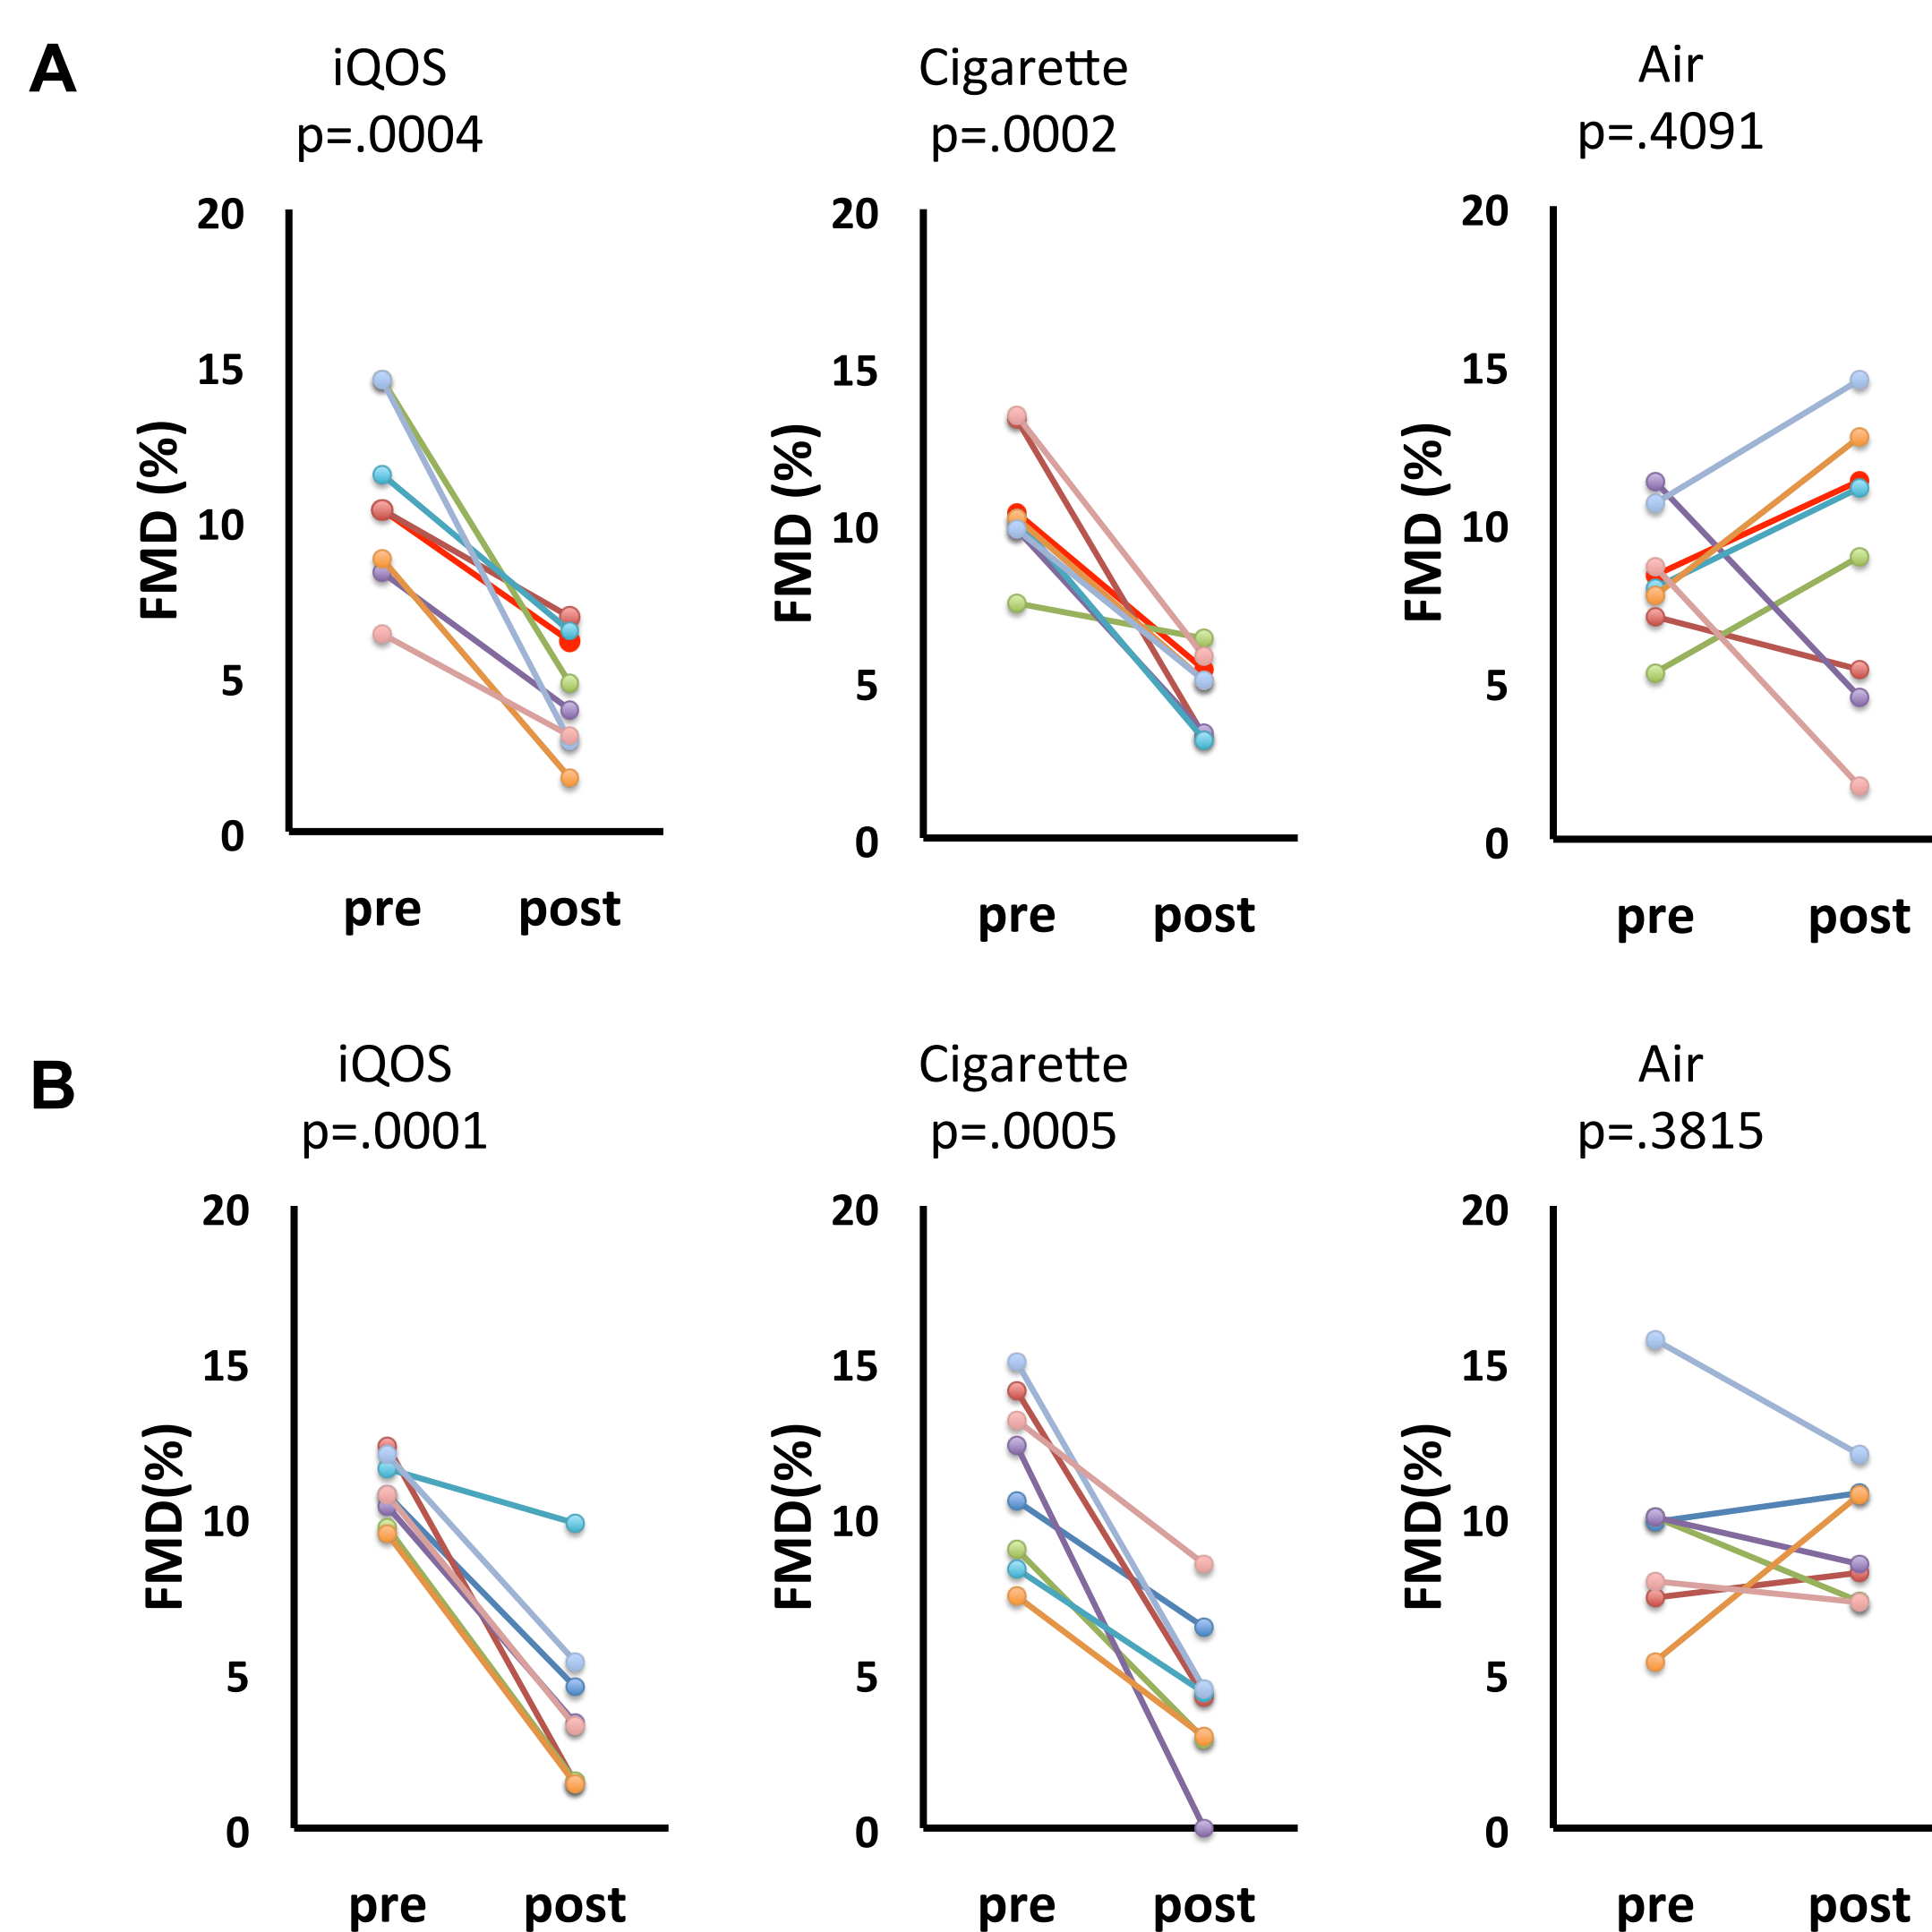 A
iQOS
p=.0004
Cigarette
p=.0002
Air
p=.4091
20
15
10
5
0
FMD (%)
pre
post
20
15
10
5
0
FMD (%)
pre
post
20
15
10
5
0
FMD (%)
pre
post
B
iQOS
p=.0001
Cigarette
p=.0005
Air
p=.3815
20
15
10
5
0
FMD(%)
pre
post
20
15
10
5
0
FMD(%)
pre
post
20
15
10
5
0
FMD(%)
pre
post